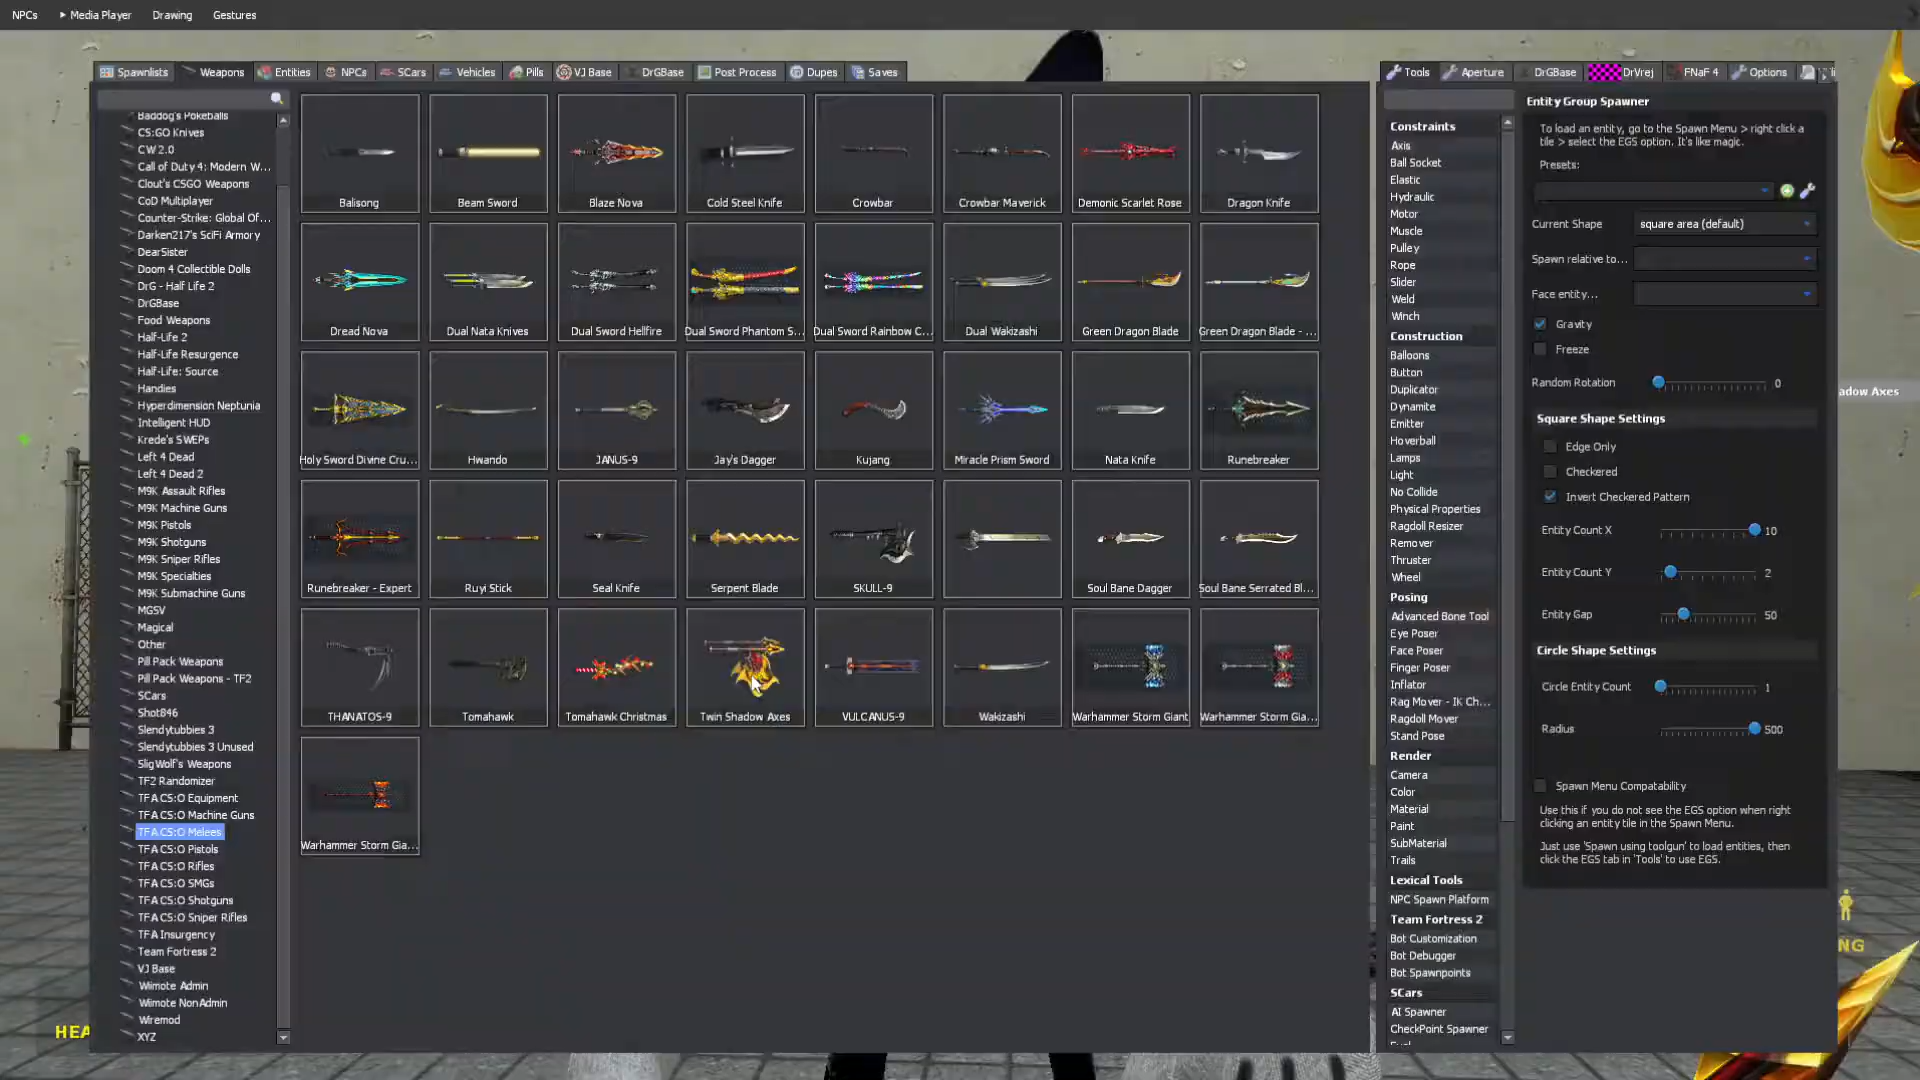 NPCs
Media Player
Drawing
Gestures
Spawnlists
Weapons
Entities
NPCs
SCars
Vehicles
Pills
VJ Base
DrGBase
Post Process
Dupes
Saves
Baddog's Pokeballs
CS:GO Knives
CW 2.0
Call of Duty 4: Modern W...
Clout's CSGO Weapons
CoD Multiplayer
Counter-Strike: Global Of...
Darken217's SciFi Armory
DearSister
Doom 4 Collectible Dolls
DrG - Half Life 2
DrGBase
Food Weapons
Half-Life 2
Half-Life Resurgence
Half-Life: Source
Handies
Hyperdimension Neptunia
Intelligent HUD
Krede's SWEPs
Left 4 Dead
Left 4 Dead 2
M9K Assault Rifles
M9K Machine Guns
M9K Pistols
M9K Shotguns
M9K Sniper Rifles
M9K Specialties
M9K Submachine Guns
MGSV
Magical
Other
Pill Pack Weapons
Pill Pack Weapons - TF2
SCars
Shot846
Slendytubbies 3
Slendytubbies 3 Unused
SligWolf's Weapons
TF2 Randomizer
TFA CS:O Equipment
TFA CS:O Machine Guns
TFA CS:O Melees
TFA CS:O Pistols
TFA CS:O Rifles
TFA CS:O SMGs
TFA CS:O Shotguns
TFA CS:O Sniper Rifles
TFA Insurgency
Team Fortress 2
VJ Base
Wiimote Admin
Wiimote NonAdmin
Wiremod
XYZ
Balisong
Beam Sword
Blaze Nova
Cold Steel Knife
Crowbar
Crowbar Maverick
Demonic Scarlet Rose
Dragon Knife
Dread Nova
Dual Nata Knives
Dual Sword Hellfire
Dual Sword Phantom S...
Dual Sword Rainbow C...
Dual Wakizashi
Green Dragon Blade
Green Dragon Blade - ...
Holy Sword Divine Cru...
Hwando
JANUS-9
Jay's Dagger
Kujang
Miracle Prism Sword
Nata Knife
Runebreaker
Runebreaker - Expert
Ruyi Stick
Seal Knife
Serpent Blade
SKULL-9
Soul Bane Dagger
Soul Bane Serrated Bl...
THANATOS-9
Tomahawk
Tomahawk Christmas
Twin Shadow Axes
VULCANUS-9
Wakizashi
Warhammer Storm Giant
Warhammer Storm Gia...
Warhammer Storm Gia...
Tools
Aperture
DrGBase
DrVrej
FNaF 4
Options
Constraints
Axis
Ball Socket
Elastic
Hydraulic
Motor
Muscle
Pulley
Rope
Slider
Weld
Winch
Construction
Balloons
Button
Duplicator
Dynamite
Emitter
Hoverball
Lamps
Light
No Collide
Physical Properties
Ragdoll Resizer
Remover
Thruster
Wheel
Posing
Advanced Bone Tool
Eye Poser
Face Poser
Finger Poser
Inflator
Rag Mover - IK Ch...
Ragdoll Mover
Stand Pose
Render
Camera
Color
Material
Paint
SubMaterial
Trails
Lexical Tools
NPC Spawn Platform
Team Fortress 2
Bot Customization
Bot Debugger
Bot Spawnpoints
SCars
AI Spawner
CheckPoint Spawner
Entity Group Spawner
To load an entity, go to the Spawn Menu > right click a
tile > select the EGS option. It's like magic.
Presets:
Current Shape
square area (default)
Spawn relative to...
Face entity...
Gravity
Freeze
Random Rotation
0
Square Shape Settings
Edge Only
Checkered
Invert Checkered Pattern
Entity Count X
10
Entity Count Y
2
Entity Gap
50
Circle Shape Settings
Circle Entity Count
1
Radius
500
Spawn Menu Compatability
Use this if you do not see the EGS option when right
clicking an entity tile in the Spawn Menu.
Just use 'Spawn using toolgun' to load entities, then
click the EGS tab in 'Tools' to use EGS.
adow Axes
HEA
NG